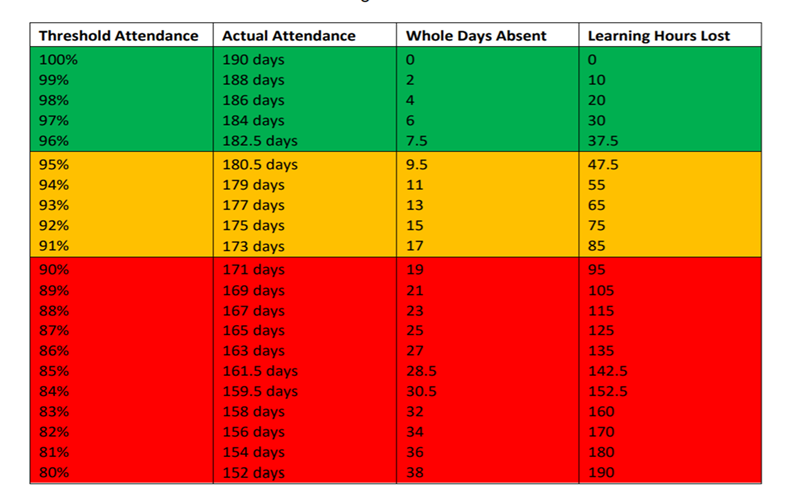 Threshold Attendance Actual Attendance Whole Days Absent Learning Hours Lost
100% 190 days 0 0
99% 188 days 2 10
98% 186 days 4 20
97% 184 days 6 30
96% 182.5 days 7.5 37.5
95% 180.5 days 9.5 47.5
94% 179 days 11 55
93% 177 days 13 65
92% 175 days 15 75
91% 173 days 17 85
90% 171 days 19 95
89% 169 days 21 105
88% 167 days 23 115
87% 165 days 25 125
86% 163 days 27 135
85% 161.5 days 28.5 142.5
84% 159.5 days 30.5 152.5
83% 158 days 32 160
82% 156 days 34 170
81% 154 days 36 180
80% 152 days 38 190